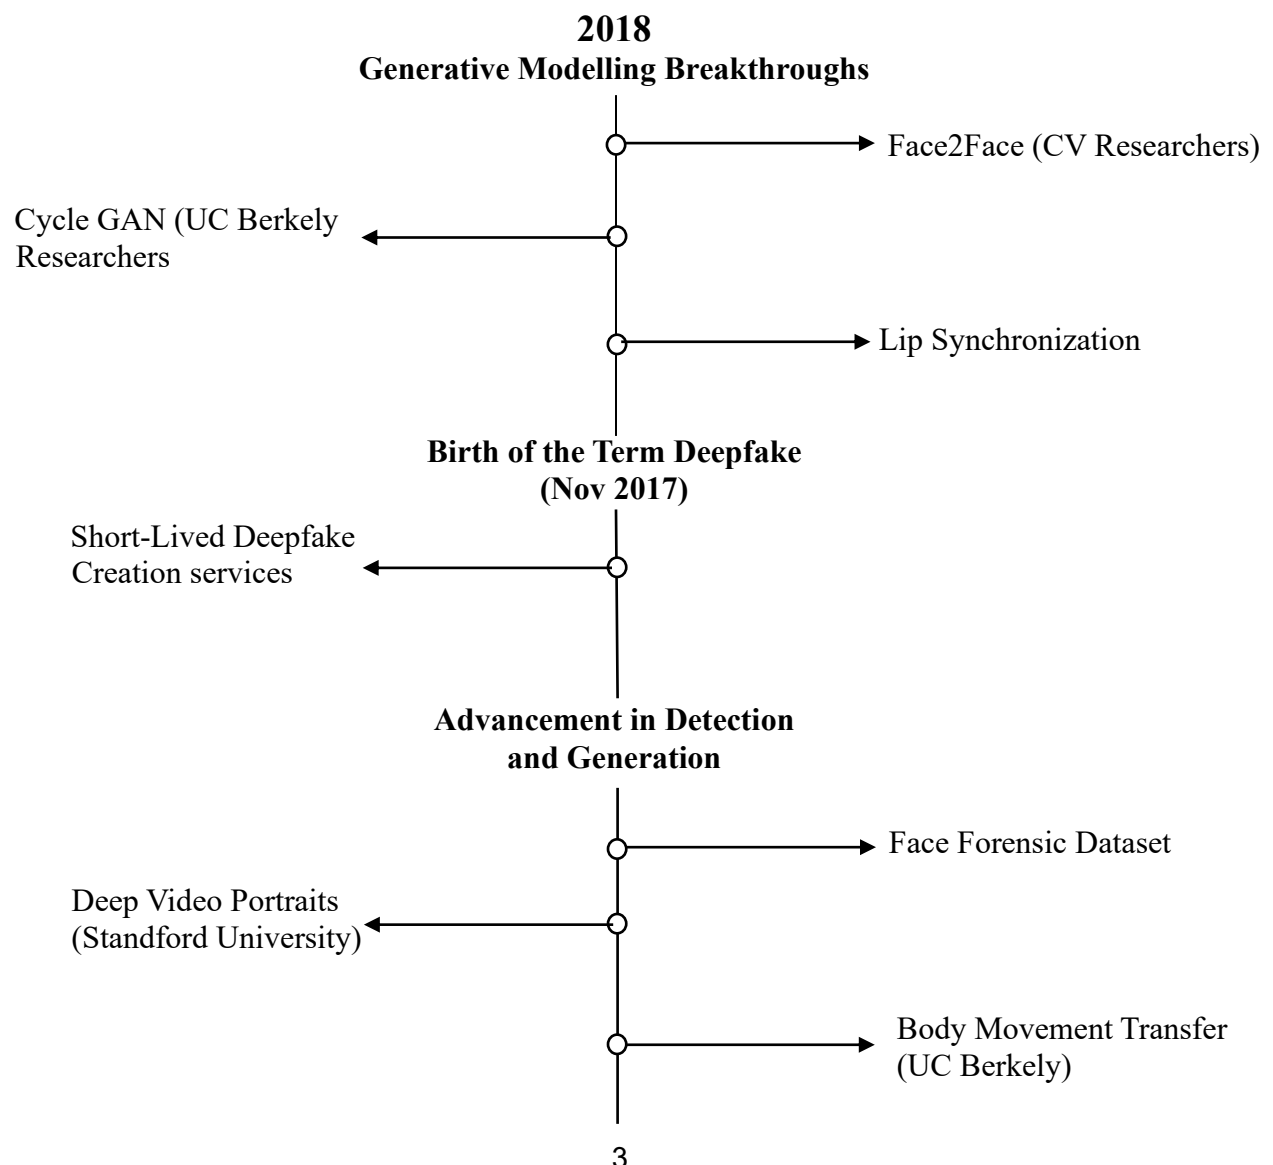 2018
Generative Modelling Breakthroughs
Face2Face (CV Researchers)
Cycle GAN (UC Berkely
Researchers
Lip Synchronization
Birth of the Term Deepfake
(Nov 2017)
Short-Lived Deepfake
Creation services
Advancement in Detection
and Generation
Face Forensic Dataset
Deep Video Portraits
(Standford University)
Body Movement Transfer
(UC Berkely)
3